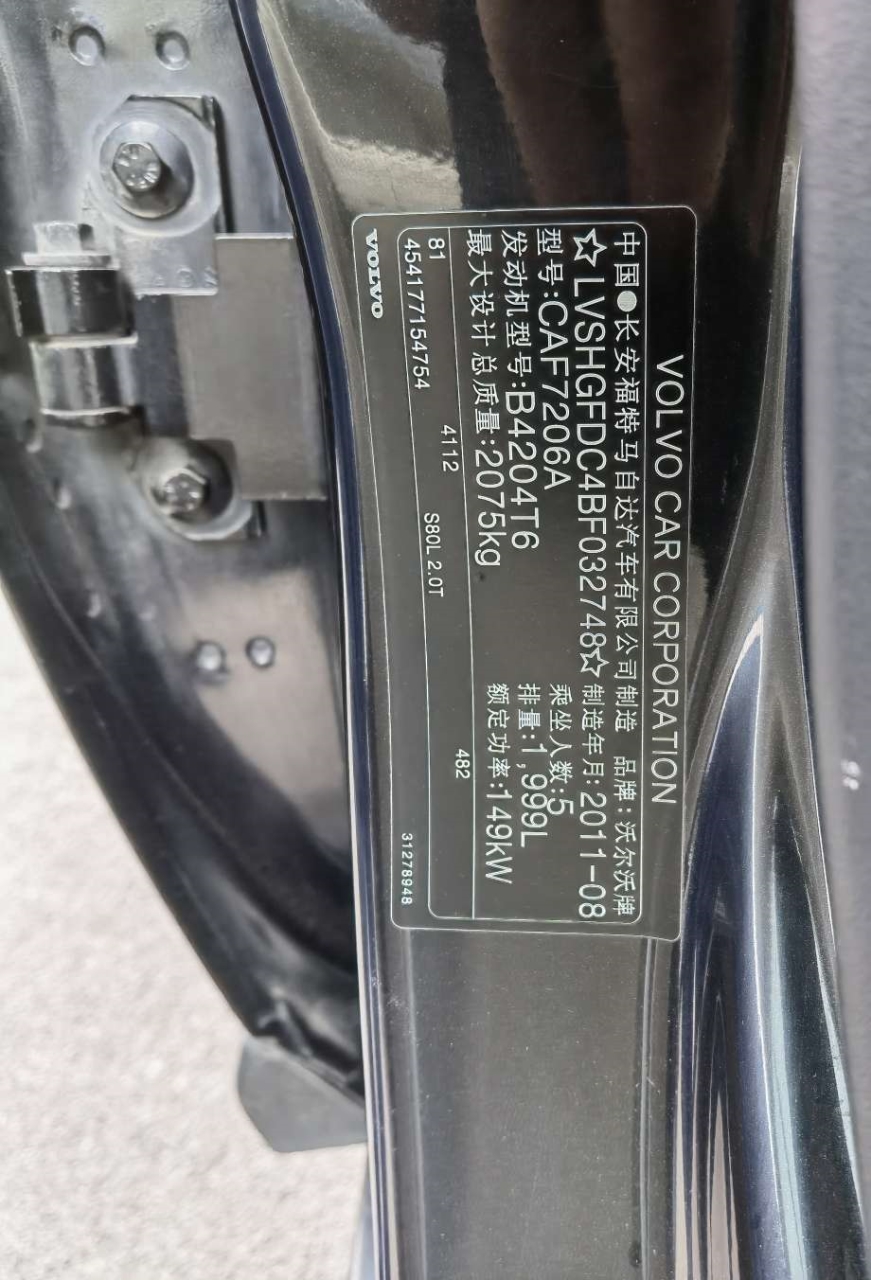 VOLVO CAR CORPORATION
中国●长安福特马自达汽车有限公司制造 品牌:沃尔沃牌
☆LVSHGFDC4BF032748☆ 制造年月:2011-08
型号:CAF7206A 乘坐人数:5
发动机型号:B4204T6 排量:1,999L
最大设计总质量:2075kg 额定功率:149kW
81 4112 482
454177154754 S80L 2.0T
VOLVO 31278948